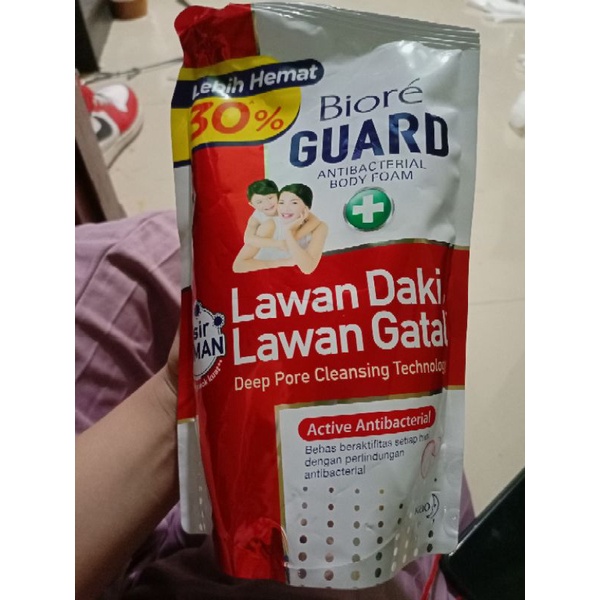 Lebih Hemat
30%
Bioré
GUARD
ANTIBACTERIAL
BODY FOAM
Lawan Daki,
Lawan Gatal
Deep Pore Cleansing Technology
Active Antibacterial
Bebas beraktifitas setiap hari
dengan perlindungan
antibacterial